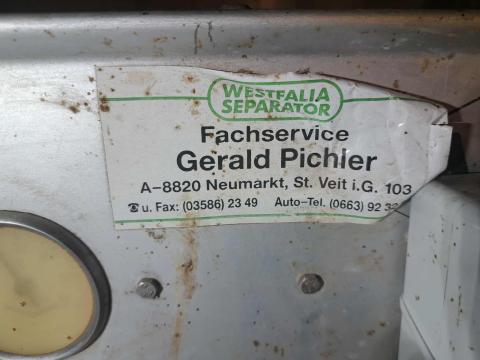 WESTFALIA
SEPARATOR
Fachservice
Gerald Pichler
A-8820 Neumarkt, St. Veit i.G. 103
☎ u. Fax: (03586) 23 49 Auto-Tel. (0663) 92